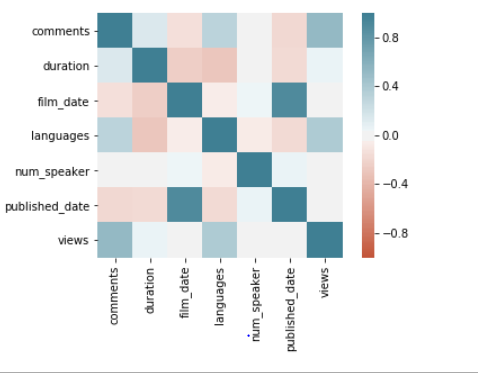 comments
duration
film_date
languages
num_speaker
published_date
views
0.8
0.4
0.0
−0.4
−0.8
comments
duration
film_date
languages
num_speaker
published_date
views